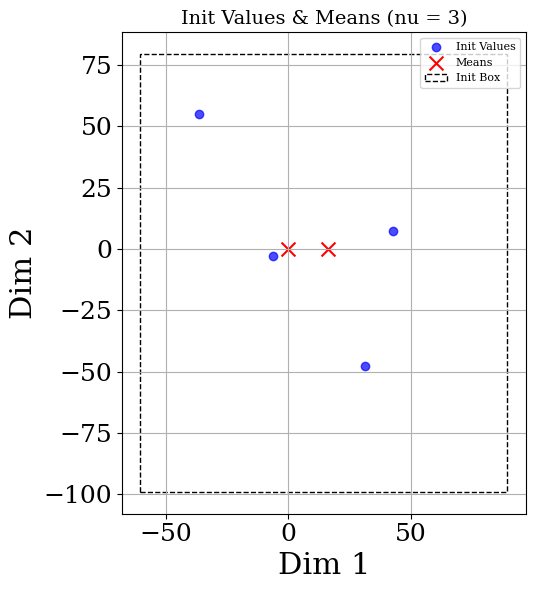 Init Values & Means (nu = 3)
Init Values
Means
Init Box
75
50
25
0
−25
−50
−75
−100
Dim 2
−50
0
50
Dim 1